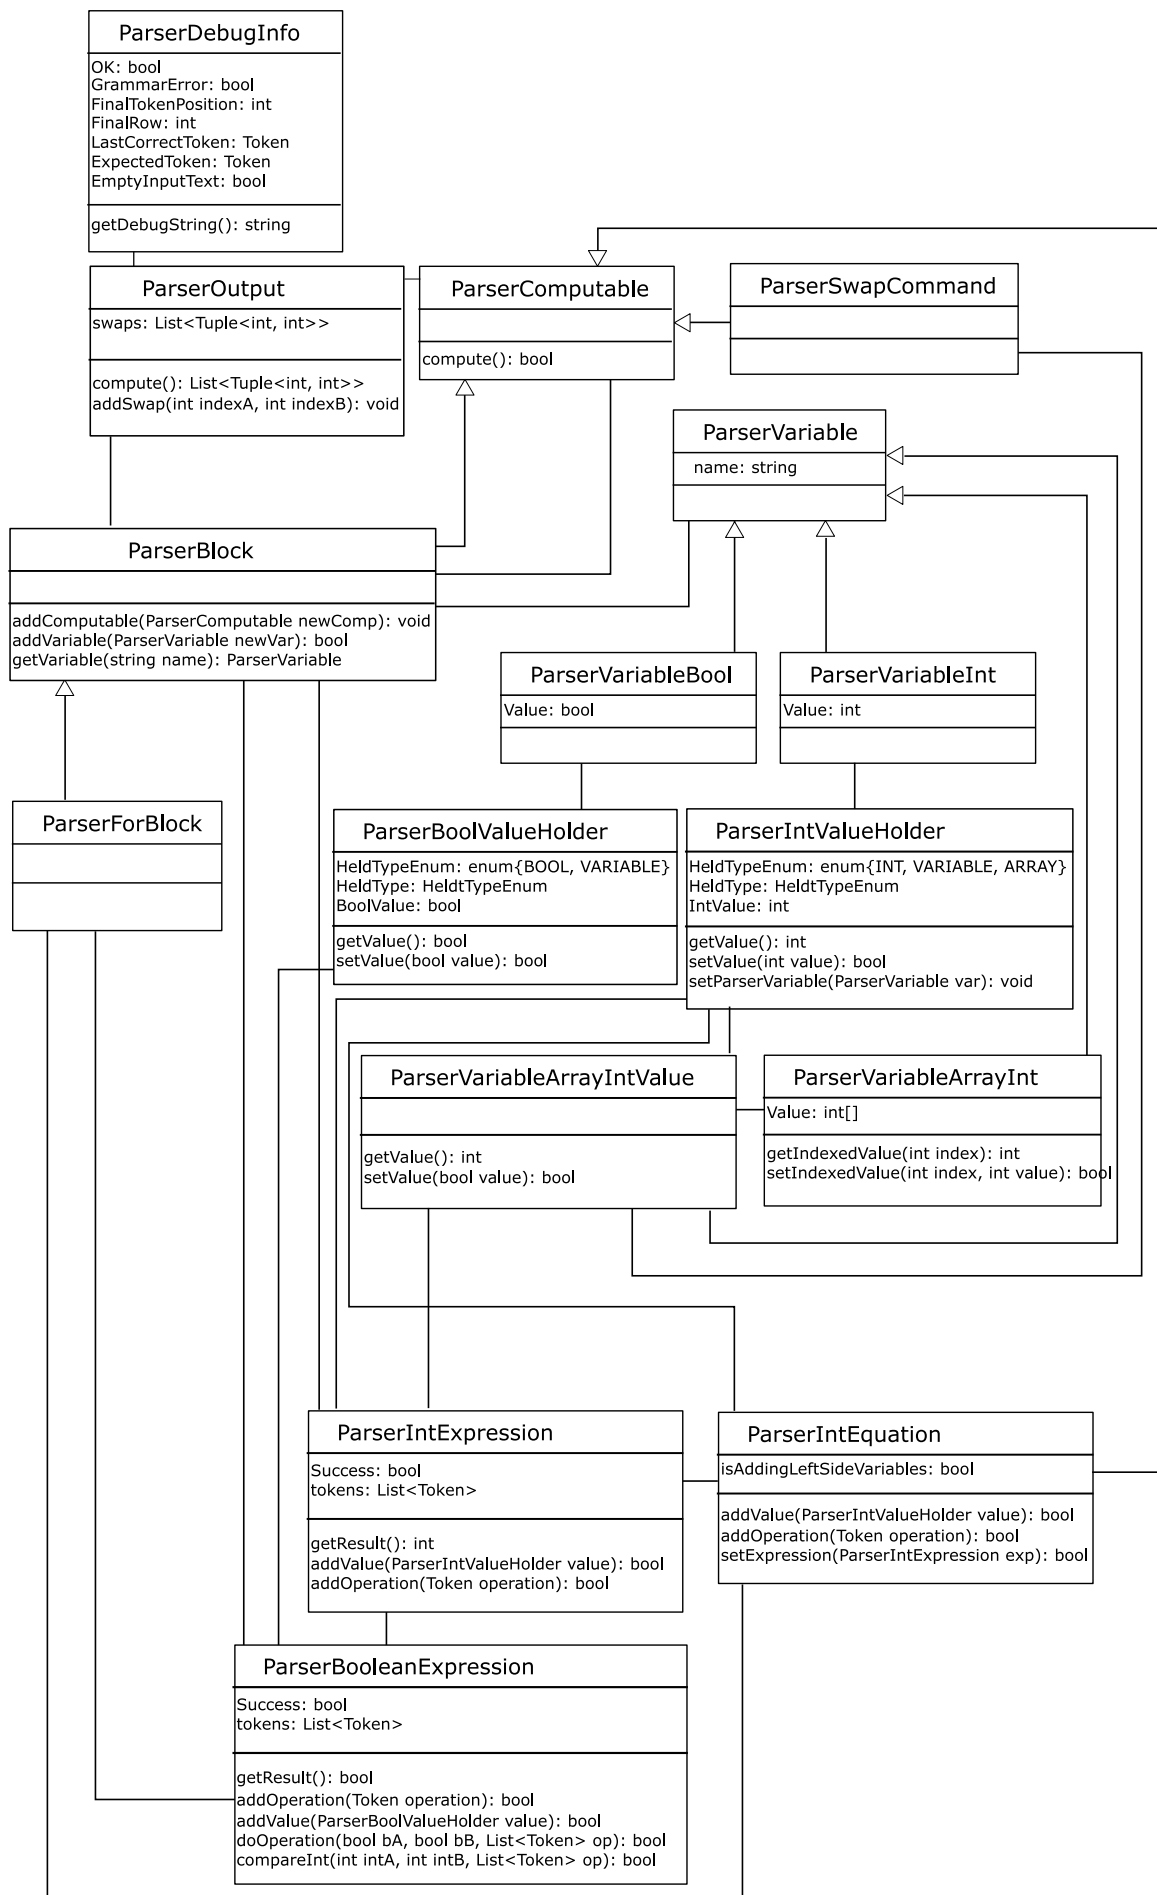 ParserDebugInfo
OK: bool
GrammarError: bool
FinalTokenPosition: int
FinalRow: int
LastCorrectToken: Token
ExpectedToken: Token
EmptyInputText: bool
getDebugString(): string
ParserOutput
swaps: List<Tuple<int, int>>
compute(): List<Tuple<int, int>>
addSwap(int indexA, int indexB): void
ParserComputable
compute(): bool
ParserSwapCommand
ParserVariable
name: string
ParserBlock
addComputable(ParserComputable newComp): void
addVariable(ParserVariable newVar): bool
getVariable(string name): ParserVariable
ParserVariableBool
Value: bool
ParserVariableInt
Value: int
ParserForBlock
ParserBoolValueHolder
HeldTypeEnum: enum{BOOL, VARIABLE}
HeldType: HeldtTypeEnum
BoolValue: bool
getValue(): bool
setValue(bool value): bool
ParserIntValueHolder
HeldTypeEnum: enum{INT, VARIABLE, ARRAY}
HeldType: HeldtTypeEnum
IntValue: int
getValue(): int
setValue(int value): bool
setParserVariable(ParserVariable var): void
ParserVariableArrayIntValue
getValue(): int
setValue(bool value): bool
ParserVariableArrayInt
Value: int[]
getIndexedValue(int index): int
setIndexedValue(int index, int value): bool
ParserIntExpression
Success: bool
tokens: List<Token>
getResult(): int
addValue(ParserIntValueHolder value): bool
addOperation(Token operation): bool
ParserIntEquation
isAddingLeftSideVariables: bool
addValue(ParserIntValueHolder value): bool
addOperation(Token operation): bool
setExpression(ParserIntExpression exp): bool
ParserBooleanExpression
Success: bool
tokens: List<Token>
getResult(): bool
addOperation(Token operation): bool
addValue(ParserBoolValueHolder value): bool
doOperation(bool bA, bool bB, List<Token> op): bool
compareInt(int intA, int intB, List<Token> op): bool